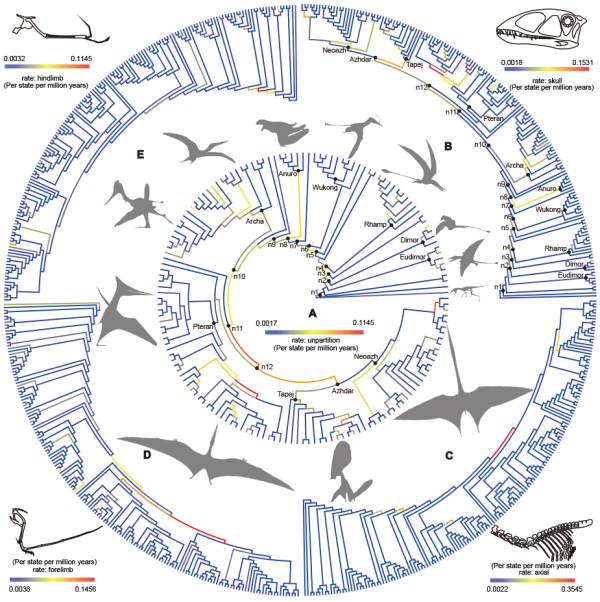 0.0032 0.1145
rate: hindlimb
(Per state per million years)
0.0018 0.1531
rate: skull
(Per state per million years)
Neoazh
Azhdar
Tapej
n12
n11
Pteran
n10
B
E
Archa
n9
n8
n7
n6
n5
n4
n3
n2
n1
Anuro
Wukong
Rhamp
Dimor
Eudimor
Anuro
Wukong
Archa
n9 n8 n7 n6 n5
Rhamp
Dimor
Eudimor
n4
n3
n2
n1
n10
A
0.0017 0.1145
rate: unpartition
(Per state per million years)
Pteran
n11
n12
Neoazh
Azhdar
Tapej
D
C
(Per state per million years)
rate: forelimb
0.0038 0.1456
(Per state per million years)
rate: axial
0.0022 0.3545